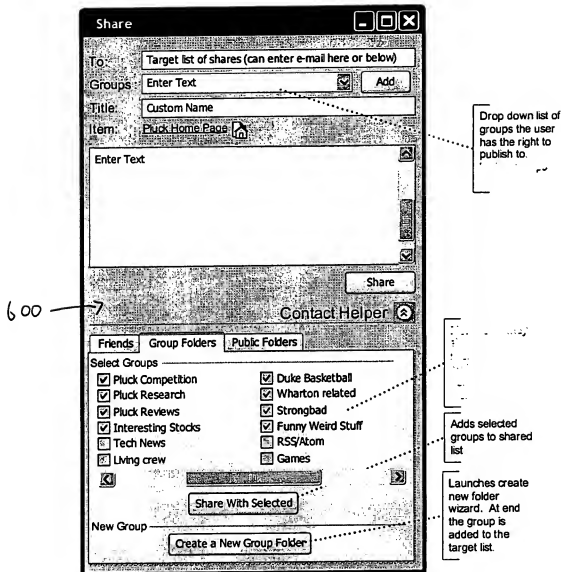 Share
To:
Target list of shares (can enter e-mail here or below)
Groups:
Enter Text
Add
Title:
Custom Name
Item:
Pluck Home Page
Enter Text
Share
Contact Helper
Friends
Group Folders
Public Folders
Select Groups
Pluck Competition
Pluck Research
Pluck Reviews
Interesting Stocks
Tech News
Living crew
Duke Basketball
Wharton related
Strongbad
Funny Weird Stuff
RSS/Atom
Games
Share With Selected
New Group
Create a New Group Folder
600
Drop down list of
groups the user
has the right to
publish to.
Adds selected
groups to shared
list
Launches create
new folder
wizard. At end
the group is
added to the
target list.